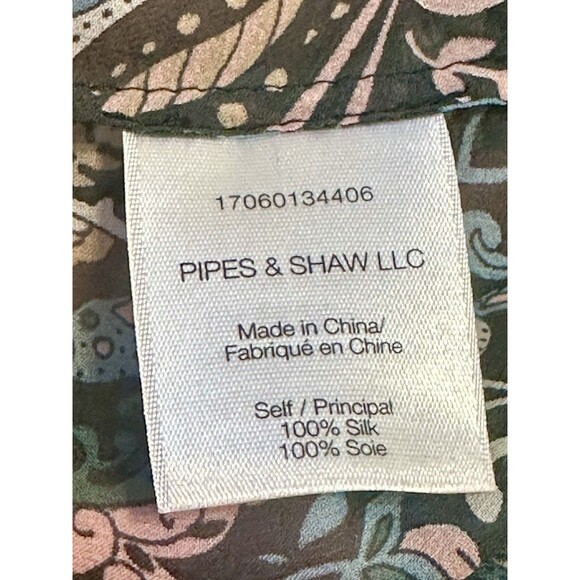 17060134406
PIPES & SHAW LLC
Made in China/
Fabriqué en Chine
Self / Principal
100% Silk
100% Soie